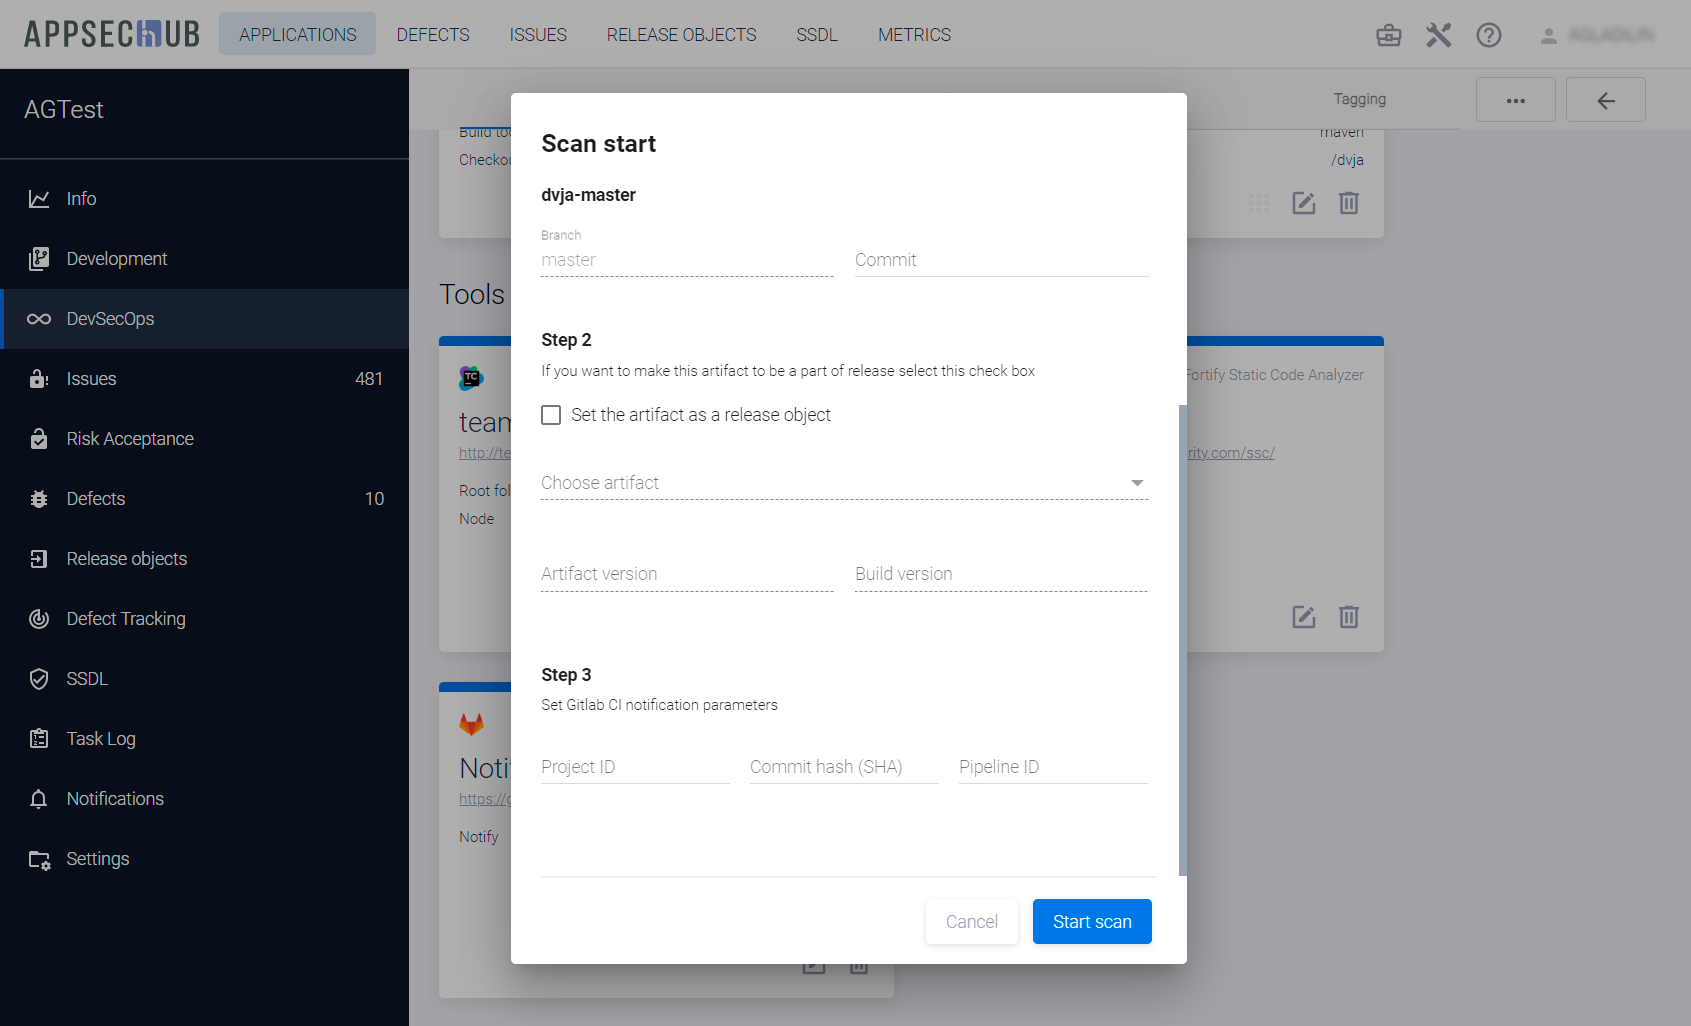 APPSECHUB
APPLICATIONS
DEFECTS
ISSUES
RELEASE OBJECTS
SSDL
METRICS
AGTest
Info
Development
DevSecOps
Issues 481
Risk Acceptance
Defects 10
Release objects
Defect Tracking
SSDL
Task Log
Notifications
Settings
Tagging
...
Build too
maven
Checkou
/dvja
Tools
TC
team
http://te
Root fol
Node
Fortify Static Code Analyzer
rity.com/ssc/
Noti
https://g
Notify
Scan start
dvja-master
Branch
master
Commit
Step 2
If you want to make this artifact to be a part of release select this check box
Set the artifact as a release object
Choose artifact
Artifact version
Build version
Step 3
Set Gitlab CI notification parameters
Project ID
Commit hash (SHA)
Pipeline ID
Cancel
Start scan